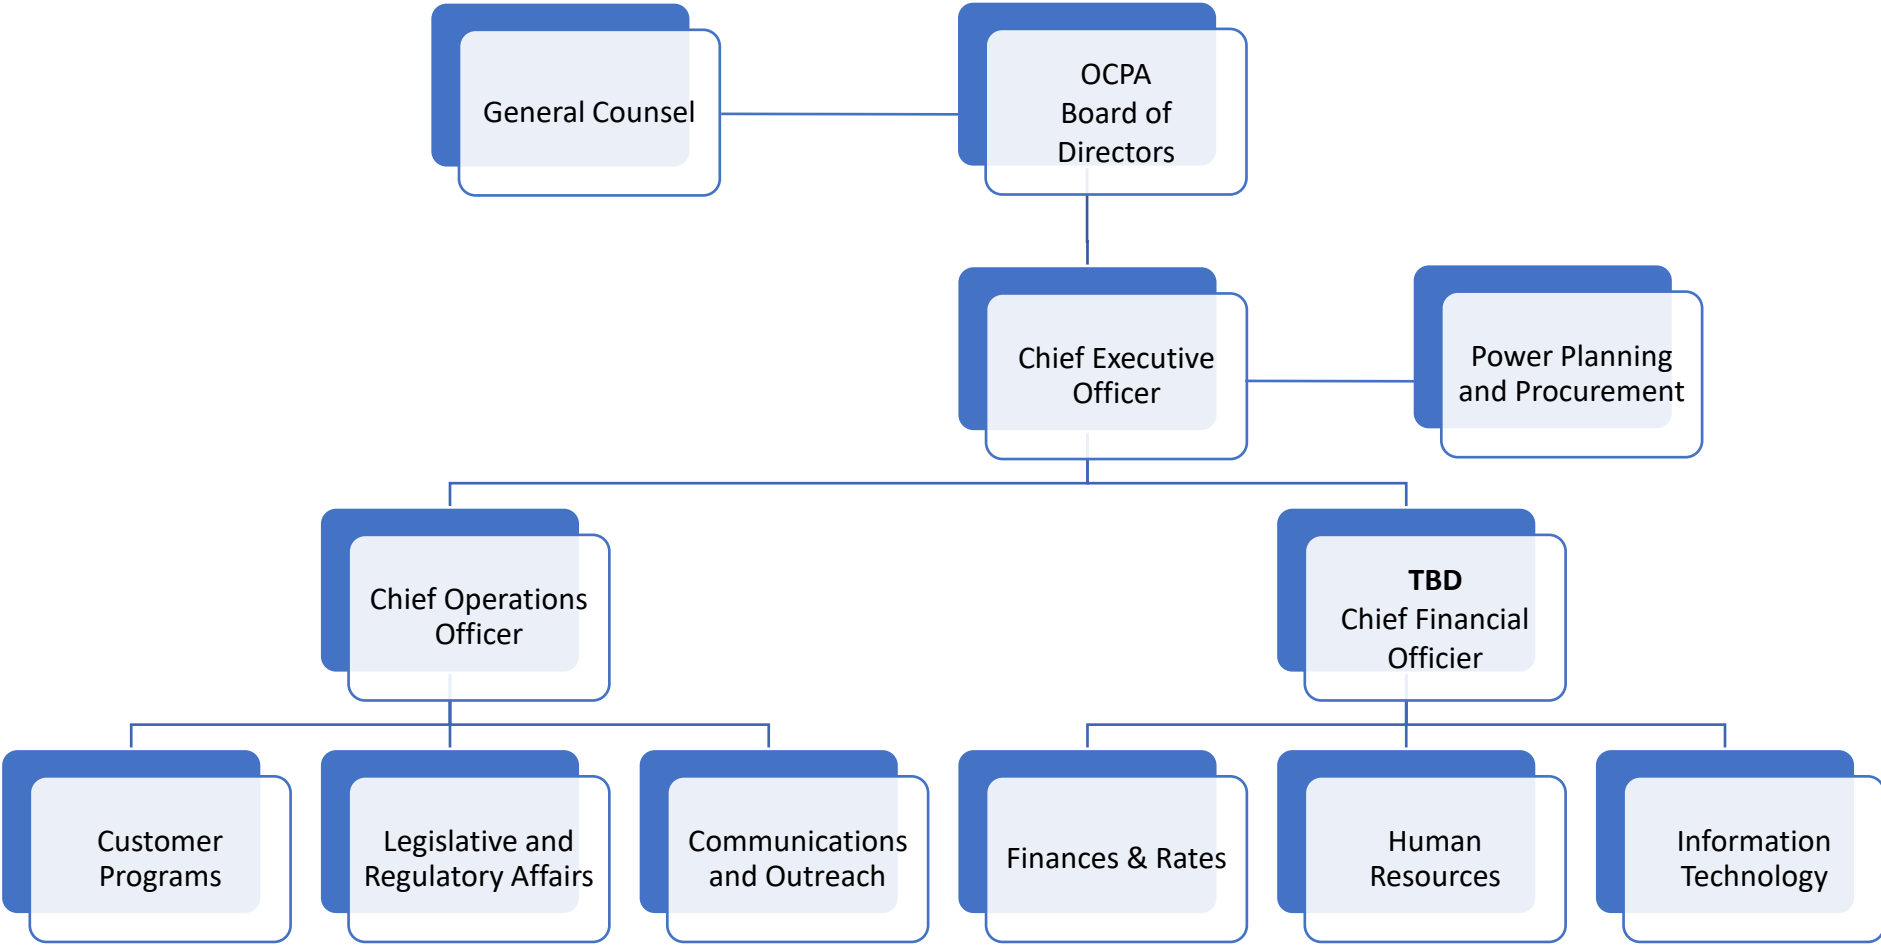 General Counsel
OCPA
Board of
Directors
Chief Executive
Officer
Power Planning
and Procurement
Chief Operations
Officer
TBD
Chief Financial
Officier
Customer
Programs
Legislative and
Regulatory Affairs
Communications
and Outreach
Finances & Rates
Human
Resources
Information
Technology